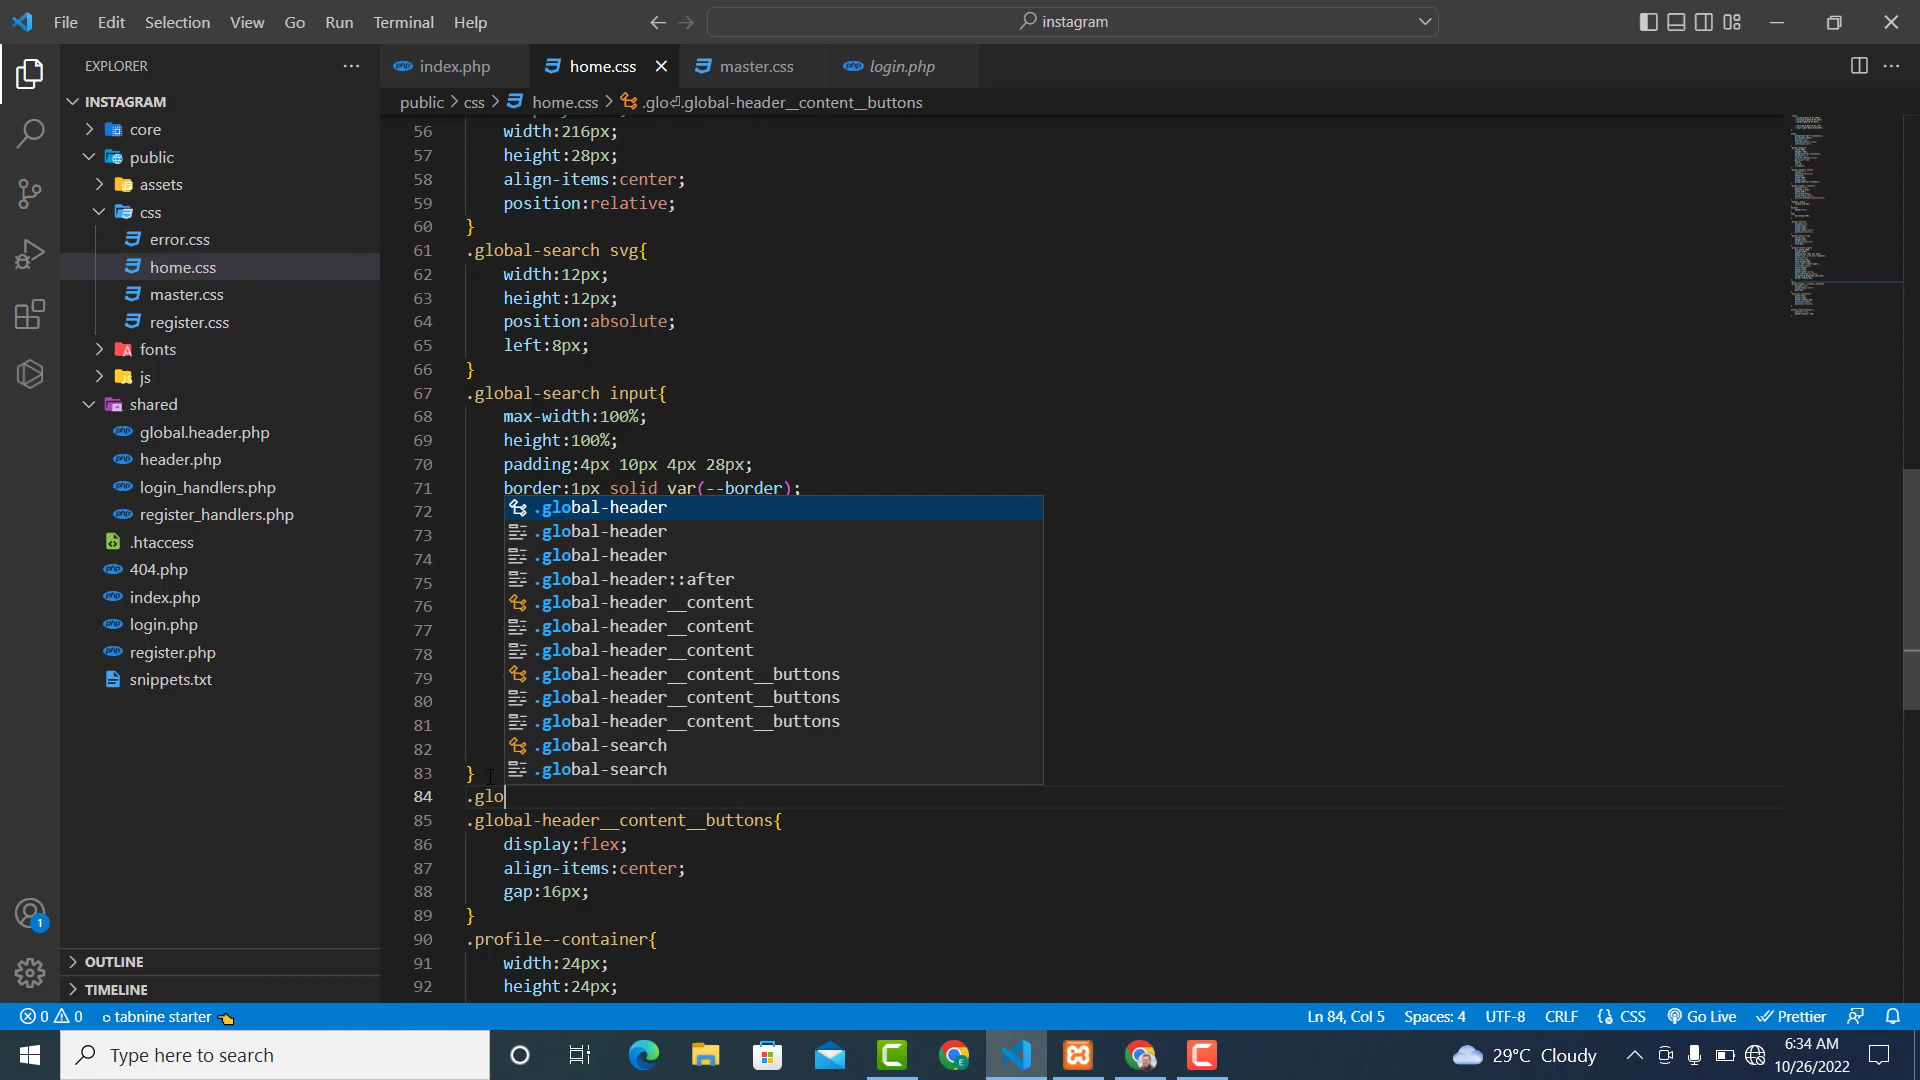 File Edit Selection View Go Run Terminal Help
instagram
EXPLORER
INSTAGRAM
core
public
assets
css
error.css
home.css
master.css
register.css
fonts
js
shared
global.header.php
header.php
login_handlers.php
register_handlers.php
.htaccess
404.php
index.php
login.php
register.php
snippets.txt
OUTLINE
TIMELINE
index.php home.css master.css login.php
public > css > home.css > .glo⏎.global-header__content__buttons
56 width:216px;
57 height:28px;
58 align-items:center;
59 position:relative;
60 }
61 .global-search svg{
62 width:12px;
63 height:12px;
64 position:absolute;
65 left:8px;
66 }
67 .global-search input{
68 max-width:100%;
69 height:100%;
70 padding:4px 10px 4px 28px;
71 border:1px solid var(--border);
72 .global-header
73 .global-header
74 .global-header
75 .global-header::after
76 .global-header__content
77 .global-header__content
78 .global-header__content
79 .global-header__content__buttons
80 .global-header__content__buttons
81 .global-header__content__buttons
82 .global-search
83 } .global-search
84 .glo
85 .global-header__content__buttons{
86 display:flex;
87 align-items:center;
88 gap:16px;
89 }
90 .profile--container{
91 width:24px;
92 height:24px;
1
0 0 tabnine starter Ln 84, Col 5 Spaces: 4 UTF-8 CRLF CSS Go Live Prettier
Type here to search
29°C Cloudy
6:34 AM
10/26/2022